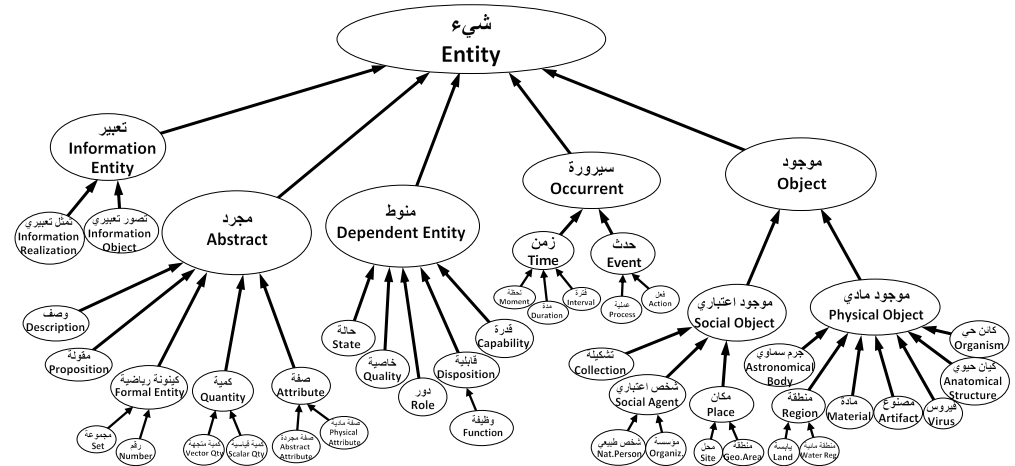 شيء
Entity
تعبير
Information
Entity
تمثل تعبيري
Information
Realization
تصور تعبيري
Information
Object
مجرد
Abstract
وصف
Description
مقولة
Proposition
كينونة رياضية
Formal Entity
مجموعة
Set
رقم
Number
كمية
Quantity
كمية متجهة
Vector Qty
كمية قياسية
Scalar Qty
صفة
Attribute
صفة مجردة
Abstract
Attribute
صفة مادية
Physical
Attribute
منوط
Dependent Entity
حالة
State
خاصية
Quality
دور
Role
قابلية
Disposition
وظيفة
Function
قدرة
Capability
سيرورة
Occurrent
زمن
Time
لحظة
Moment
مدة
Duration
فترة
Interval
حدث
Event
عملية
Process
فعل
Action
موجود
Object
موجود اعتباري
Social Object
تشكيلة
Collection
شخص اعتباري
Social Agent
شخص طبيعي
Nat.Person
موسسة
Organiz.
مكان
Place
محل
Site
منطقة
Geo.Area
موجود مادي
Physical Object
جرم سماوي
Astronomical
Body
منطقة
Region
يابسة
Land
منطقة مائية
Water Reg
مادة
Material
مصنوع
Artifact
فيروس
Virus
كيان حيوي
Anatomical
Structure
كائن حي
Organism